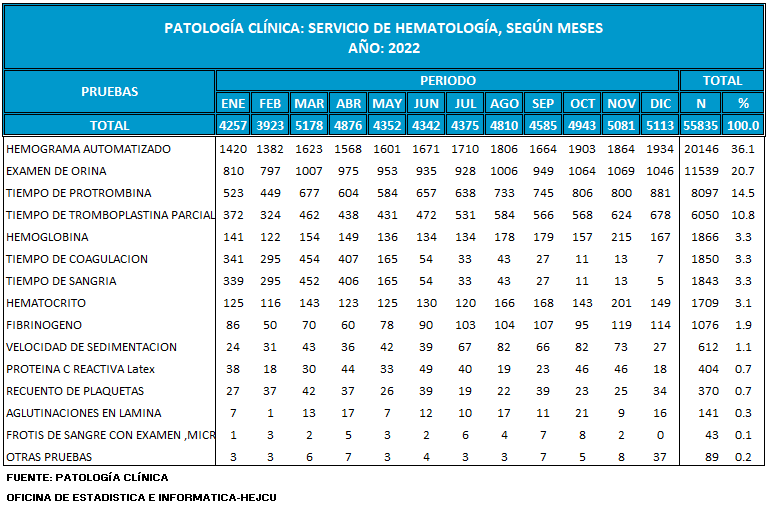 PATOLOGÍA CLÍNICA: SERVICIO DE HEMATOLOGÍA, SEGÚN MESES
AÑO: 2022
PRUEBAS PERIODO TOTAL
ENE FEB MAR ABR MAY JUN JUL AGO SEP OCT NOV DIC N %
TOTAL 4257 3923 5178 4876 4352 4342 4375 4810 4585 4943 5081 5113 55835 100.0
HEMOGRAMA AUTOMATIZADO 1420 1382 1623 1568 1601 1671 1710 1806 1664 1903 1864 1934 20146 36.1
EXAMEN DE ORINA 810 797 1007 975 953 935 928 1006 949 1064 1069 1046 11539 20.7
TIEMPO DE PROTROMBINA 523 449 677 604 584 657 638 733 745 806 800 881 8097 14.5
TIEMPO DE TROMBOPLASTINA PARCIAL 372 324 462 438 431 472 531 584 566 568 624 678 6050 10.8
HEMOGLOBINA 141 122 154 149 136 134 134 178 179 157 215 167 1866 3.3
TIEMPO DE COAGULACION 341 295 454 407 165 54 33 43 27 11 13 7 1850 3.3
TIEMPO DE SANGRIA 339 295 452 406 165 54 33 43 27 11 13 5 1843 3.3
HEMATOCRITO 125 116 143 123 125 130 120 166 168 143 201 149 1709 3.1
FIBRINOGENO 86 50 70 60 78 90 103 104 107 95 119 114 1076 1.9
VELOCIDAD DE SEDIMENTACION 24 31 43 36 42 39 67 82 66 82 73 27 612 1.1
PROTEINA C REACTIVA Latex 38 18 30 44 33 49 40 19 23 46 46 18 404 0.7
RECUENTO DE PLAQUETAS 27 37 42 37 26 39 19 22 39 23 25 34 370 0.7
AGLUTINACIONES EN LAMINA 7 1 13 17 7 12 10 17 11 21 9 16 141 0.3
FROTIS DE SANGRE CON EXAMEN ,MICR 1 3 2 5 3 2 6 4 7 8 2 0 43 0.1
OTRAS PRUEBAS 3 3 6 7 3 4 3 3 7 5 8 37 89 0.2
FUENTE: PATOLOGÍA CLÍNICA
OFICINA DE ESTADISTICA E INFORMATICA-HEJCU